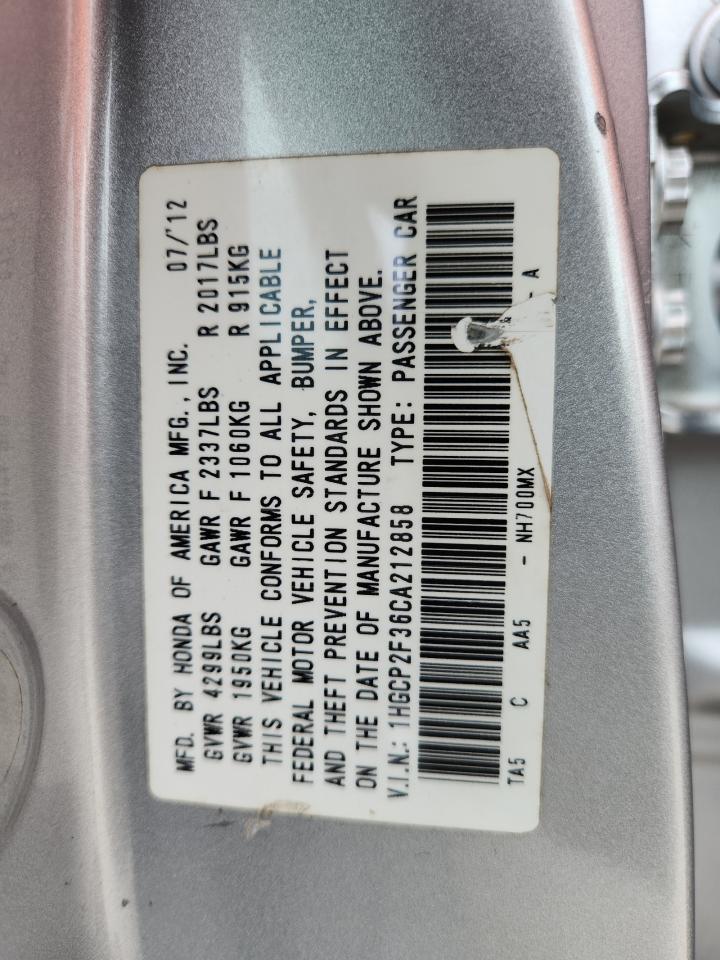 MFD. BY HONDA OF AMERICA MFG., INC. 07/'12
GVWR 4299LBS GAWR F 2337LBS R 2017LBS
GVWR 1950KG GAWR F 1060KG R 915KG
THIS VEHICLE CONFORMS TO ALL APPLICABLE
FEDERAL MOTOR VEHICLE SAFETY, BUMPER,
AND THEFT PREVENTION STANDARDS IN EFFECT
ON THE DATE OF MANUFACTURE SHOWN ABOVE.
V.I.N.: 1HGCP2F36CA212858 TYPE: PASSENGER CAR
TA5 C AA5 - NH700MX - A